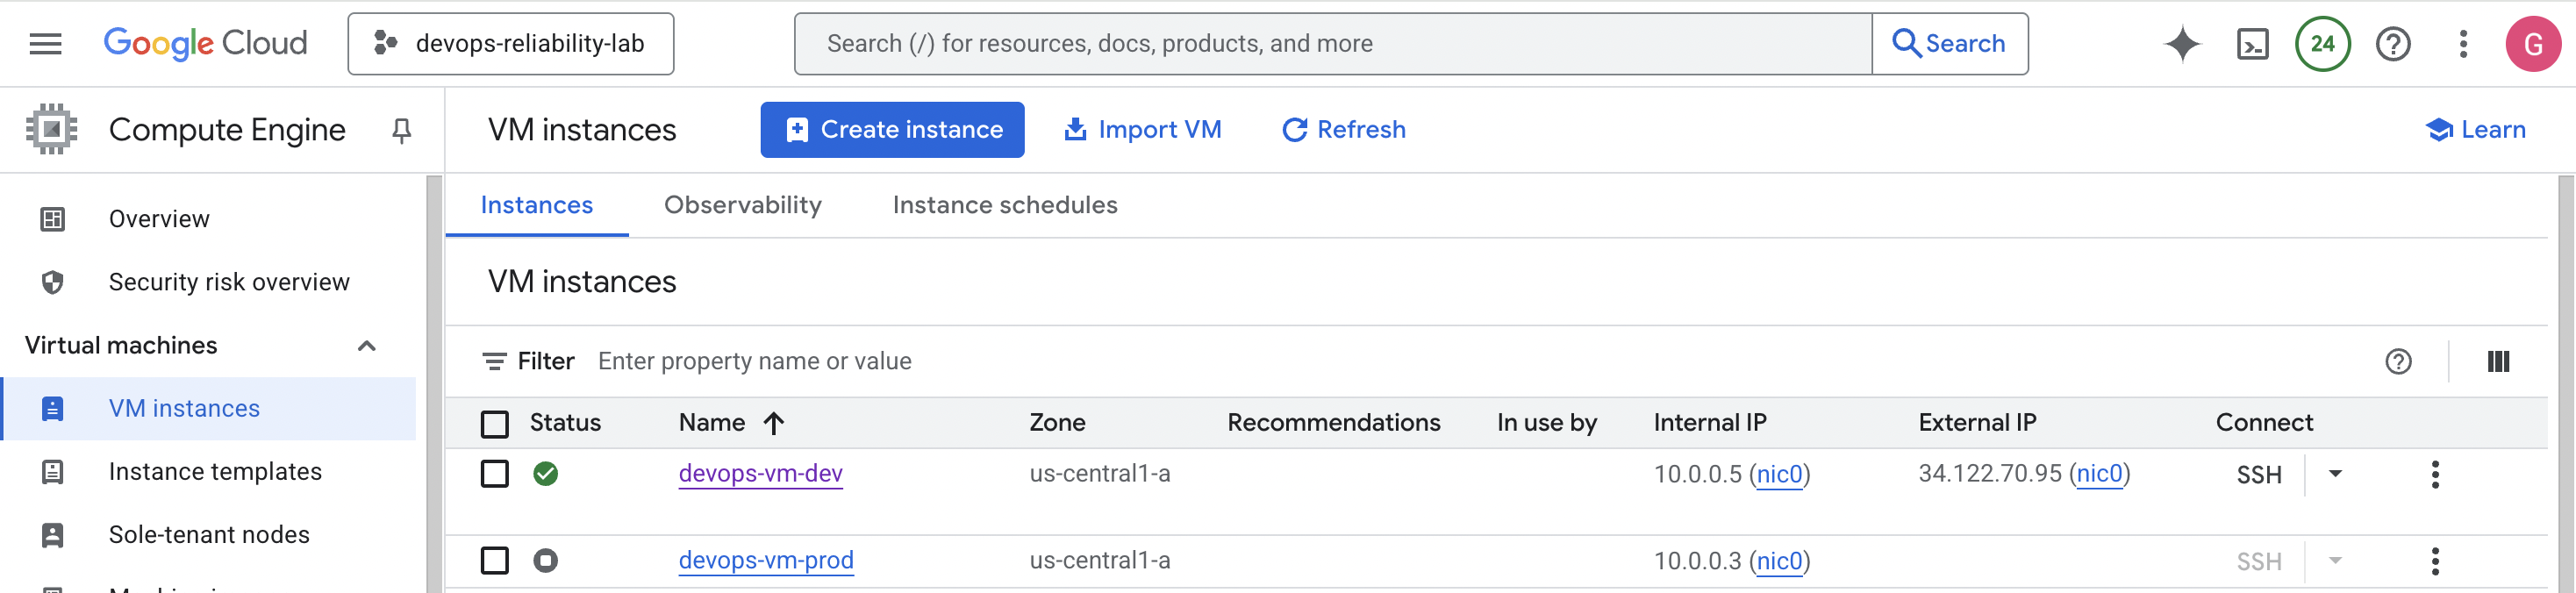 Google Cloud devops-reliability-lab Search (/) for resources, docs, products, and more Search 24 G
Compute Engine VM instances Create instance Import VM Refresh Learn
Overview
Security risk overview
Virtual machines
VM instances
Instance templates
Sole-tenant nodes
Instances Observability Instance schedules
VM instances
Filter Enter property name or value
Status Name Zone Recommendations In use by Internal IP External IP Connect
devops-vm-dev us-central1-a 10.0.0.5 (nic0) 34.122.70.95 (nic0) SSH
devops-vm-prod us-central1-a 10.0.0.3 (nic0) SSH